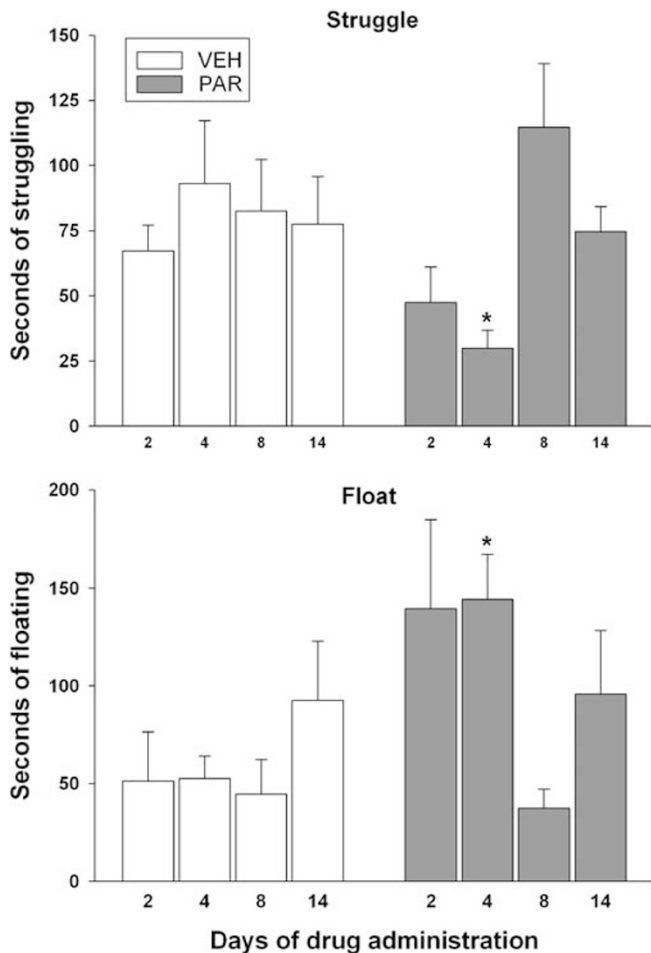 Struggle
150
VEH
PAR
125
100
75
50
*
25
0
2 4 8 14 2 4 8 14
Seconds of struggling
Float
200
*
150
100
50
0
2 4 8 14 2 4 8 14
Seconds of floating
Days of drug administration